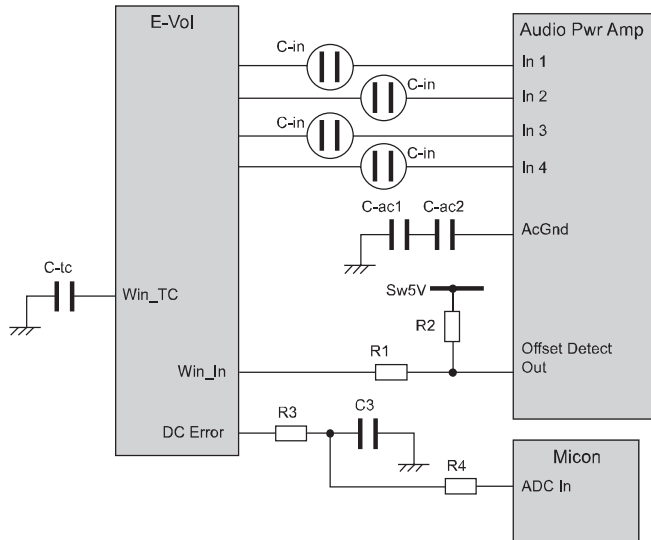 E-Vol
Audio Pwr Amp
C-in
In 1
C-in
In 2
C-in
In 3
C-in
In 4
C-ac1
C-ac2
AcGnd
C-tc
Win_TC
Sw5V
R2
R1
Offset Detect
Out
Win_In
R3
C3
DC Error
R4
Micon
ADC In